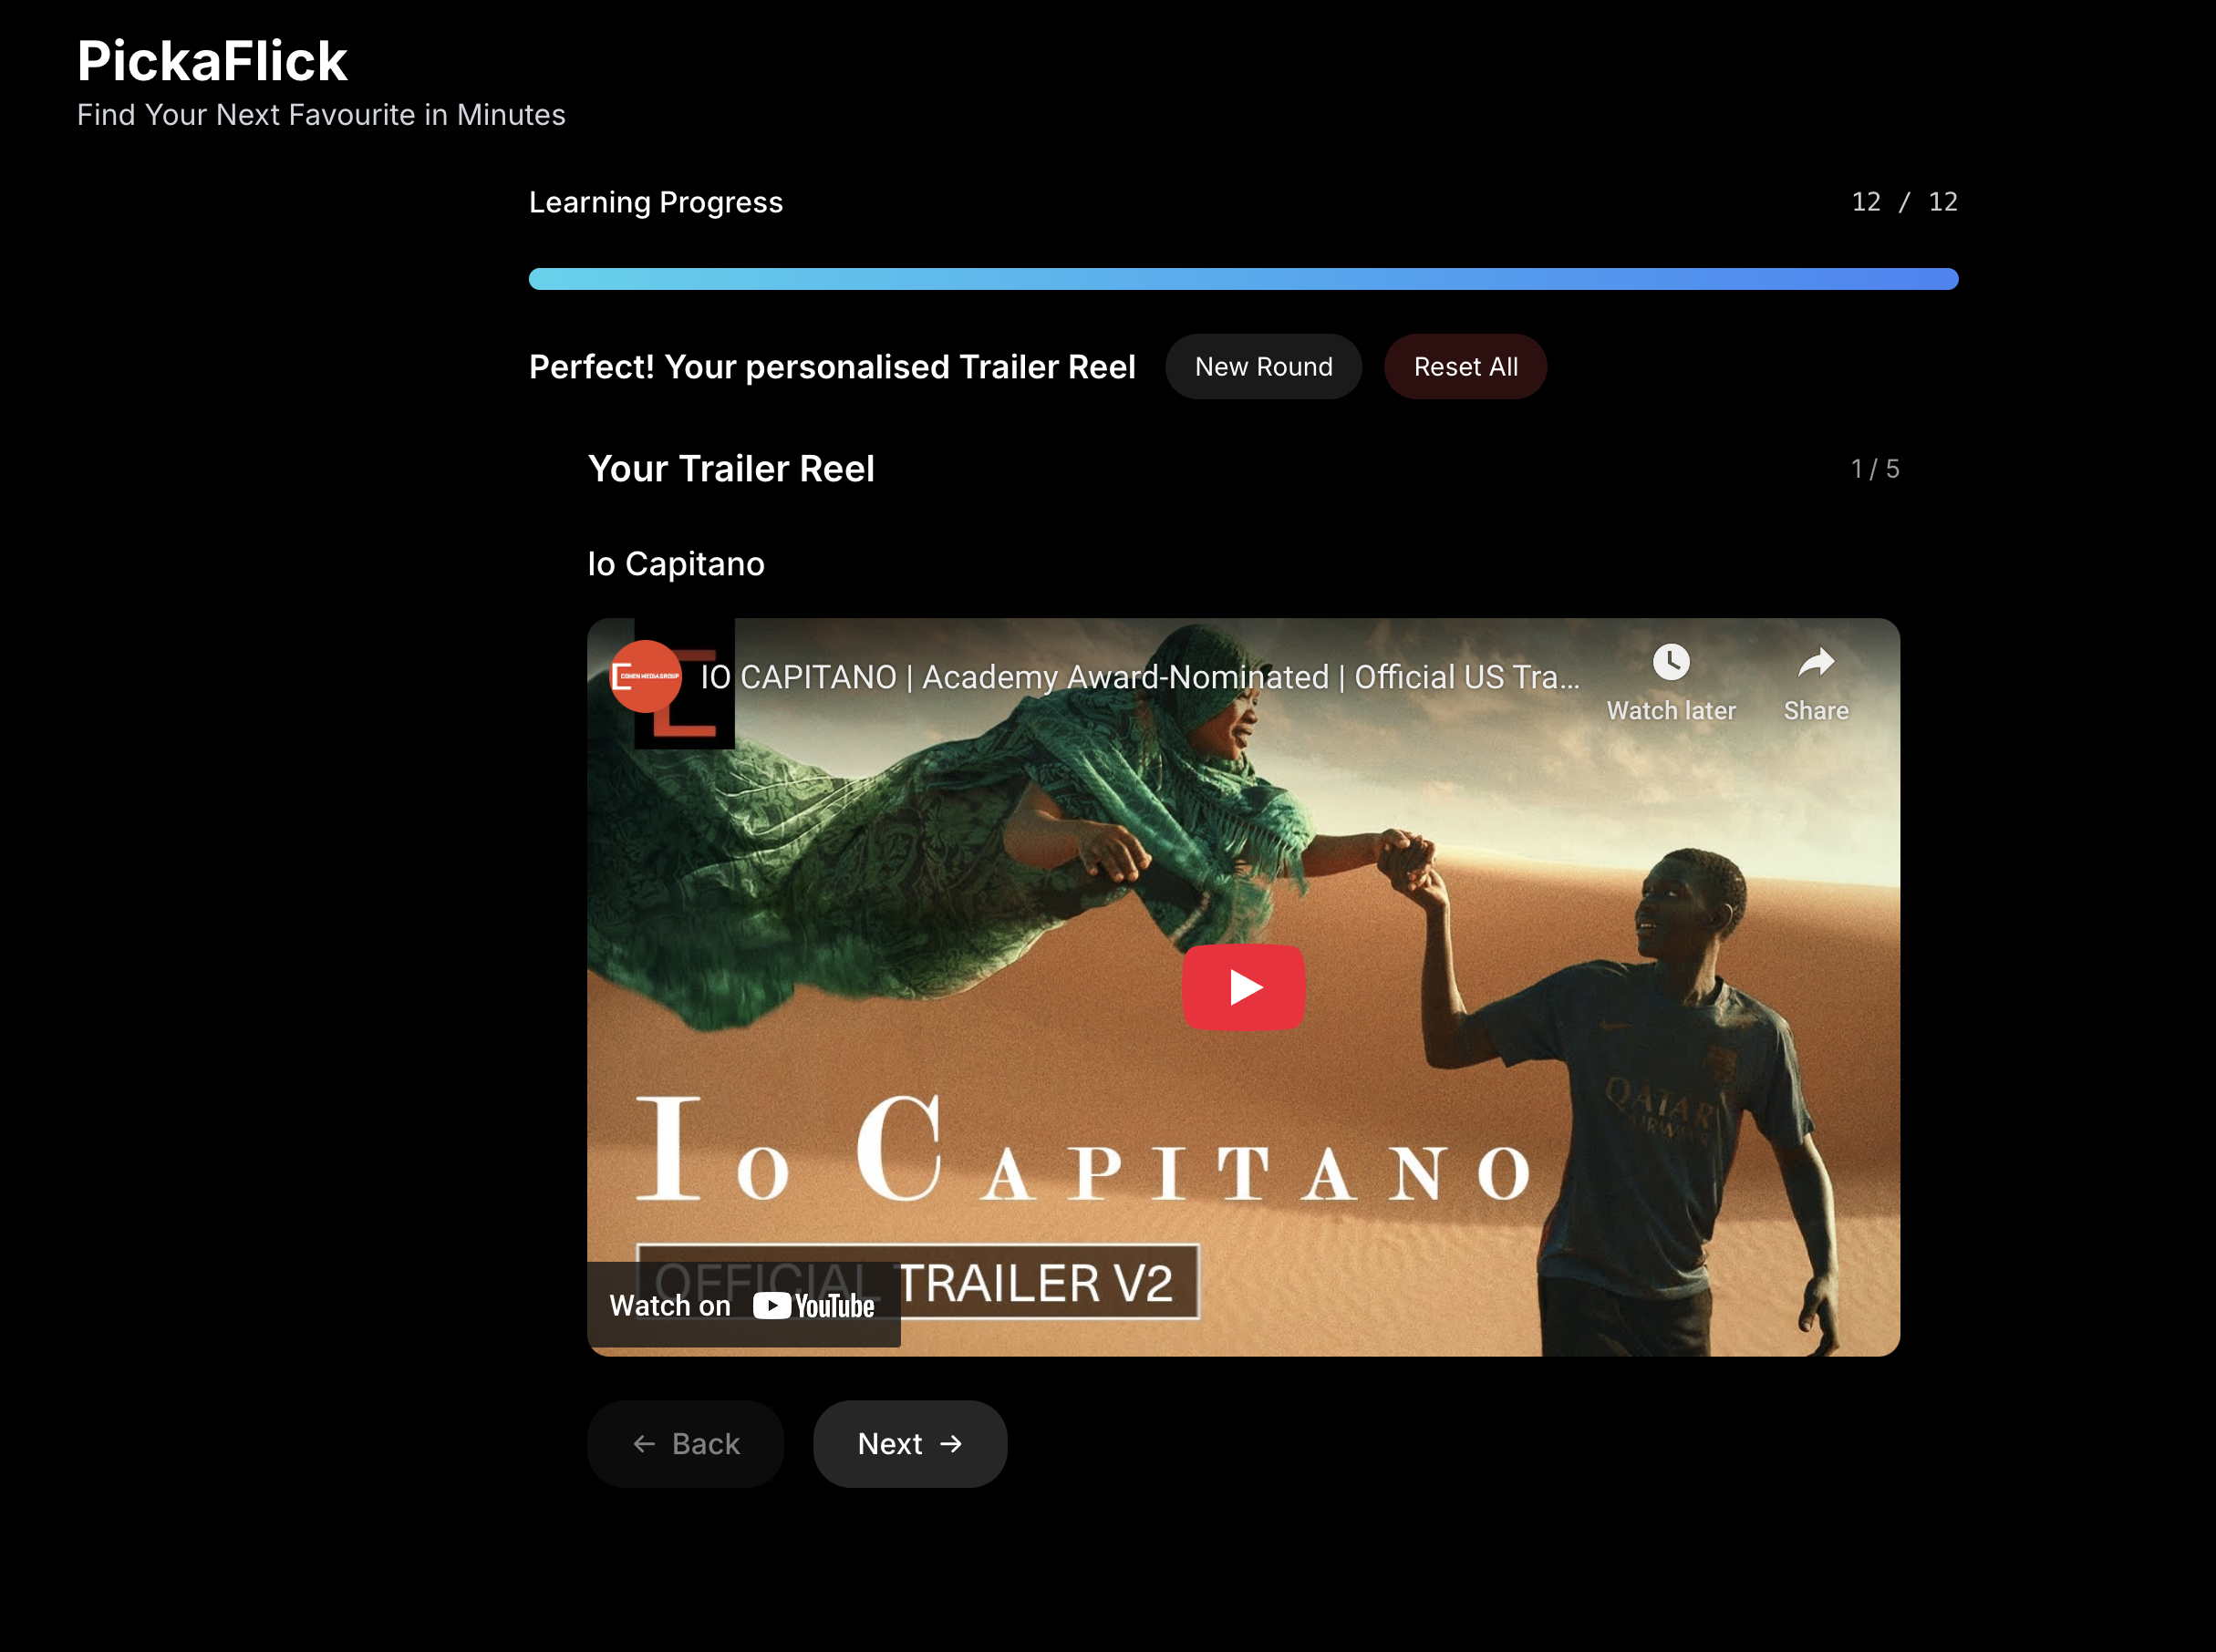 PickaFlick
Find Your Next Favourite in Minutes
Learning Progress
12 / 12
Perfect! Your personalised Trailer Reel
New Round
Reset All
Your Trailer Reel
1 / 5
Io Capitano
COHEN MEDIA GROUP
IO CAPITANO | Academy Award-Nominated | Official US Tra...
Watch later
Share
QATAR
AIRWAYS
IO CAPITANO
OFFICIAL TRAILER V2
Watch on YouTube
← Back
Next →